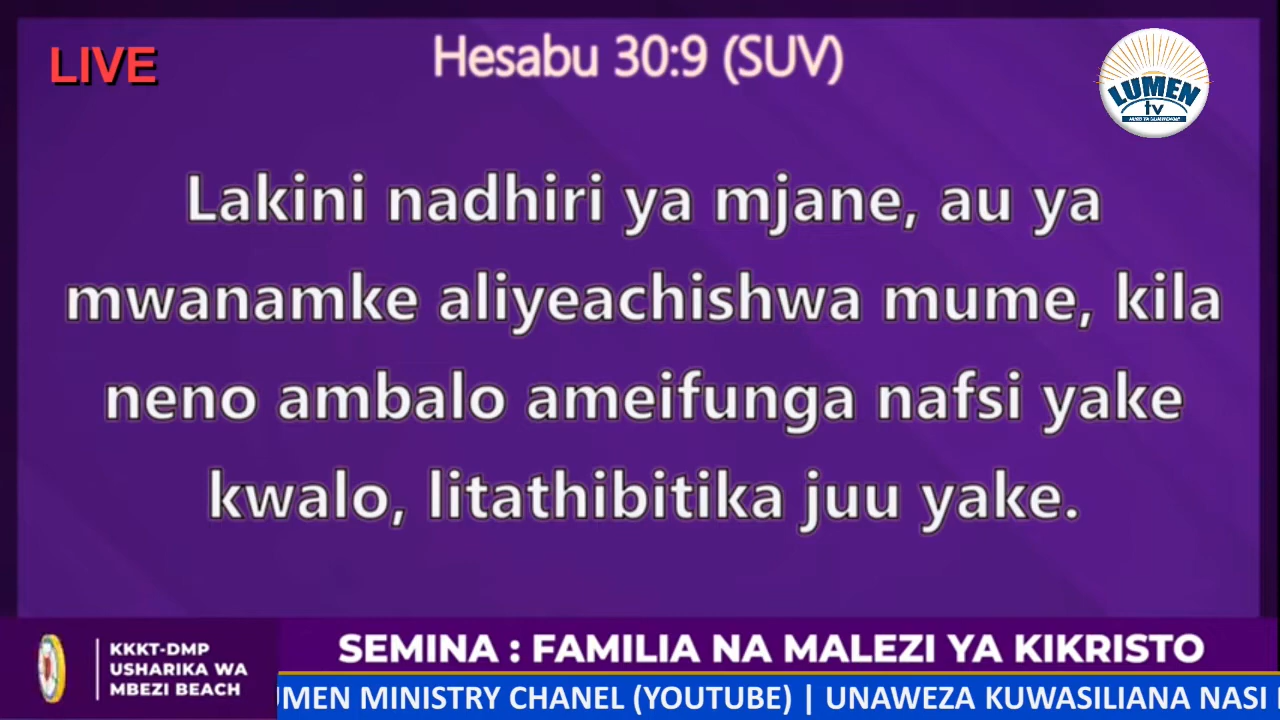 LIVE
Hesabu 30:9 (SUV)
LUMEN
tv
Lakini nadhiri ya mjane, au ya
mwanamke aliyeachishwa mume, kila
neno ambalo ameifunga nafsi yake
kwalo, litathibitika juu yake.
KKKT-DMP
USHARIKA WA
MBEZI BEACH
SEMINA : FAMILIA NA MALEZI YA KIKRISTO
UMEN MINISTRY CHANEL (YOUTUBE) | UNAWEZA KUWASILIANA NASI